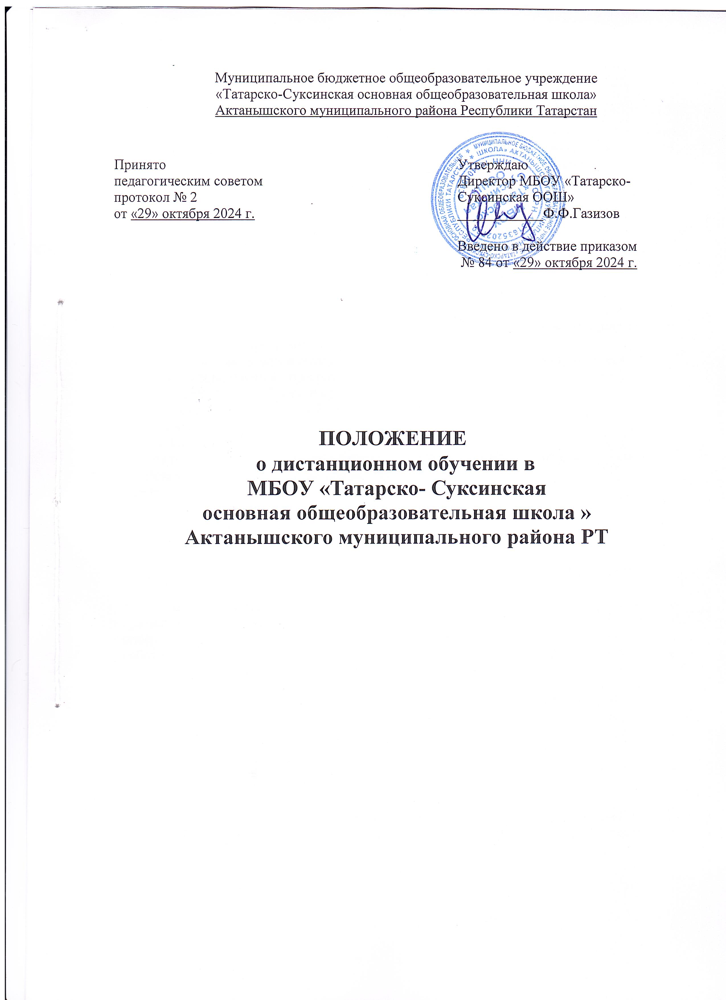 Муниципальное бюджетное общеобразовательное учреждение
«Татарско-Суксинская основная общеобразовательная школа»
Актанышского муниципального района Республики Татарстан
Принято
педагогическим советом
протокол № 2
от «29» октября 2024 г.
Утверждаю
Директор МБОУ «Татарско-
Суксинская ООШ»
Ф.Ф.Газизов
Введено в действие приказом
№ 84 от «29» октября 2024 г.
ПОЛОЖЕНИЕ
о дистанционном обучении в
МБОУ «Татарско- Суксинская
основная общеобразовательная школа »
Актанышского муниципального района РТ